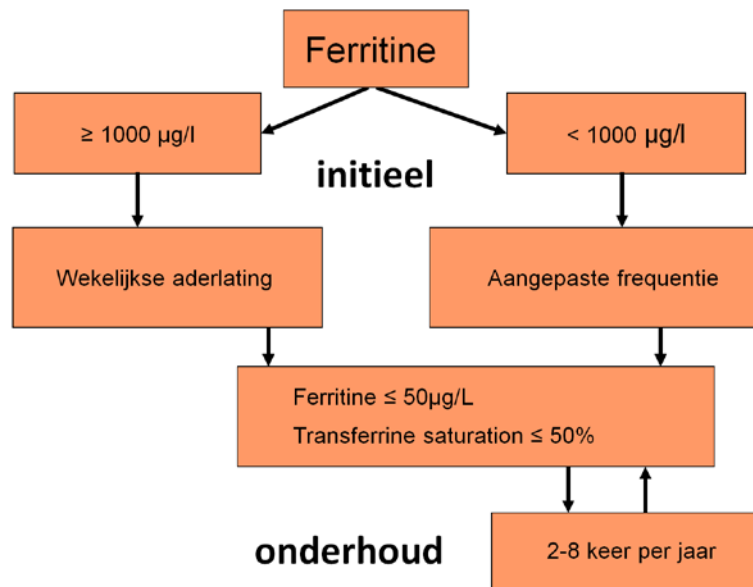 Ferritine
≥ 1000 µg/l
< 1000 µg/l
initieel
Wekelijkse aderlating
Aangepaste frequentie
Ferritine ≤ 50µg/L
Transferrine saturation ≤ 50%
onderhoud
2-8 keer per jaar